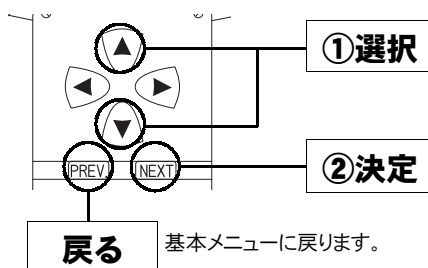 ①選択
PREV.
NEXT
②決定
戻る
基本メニューに戻ります。